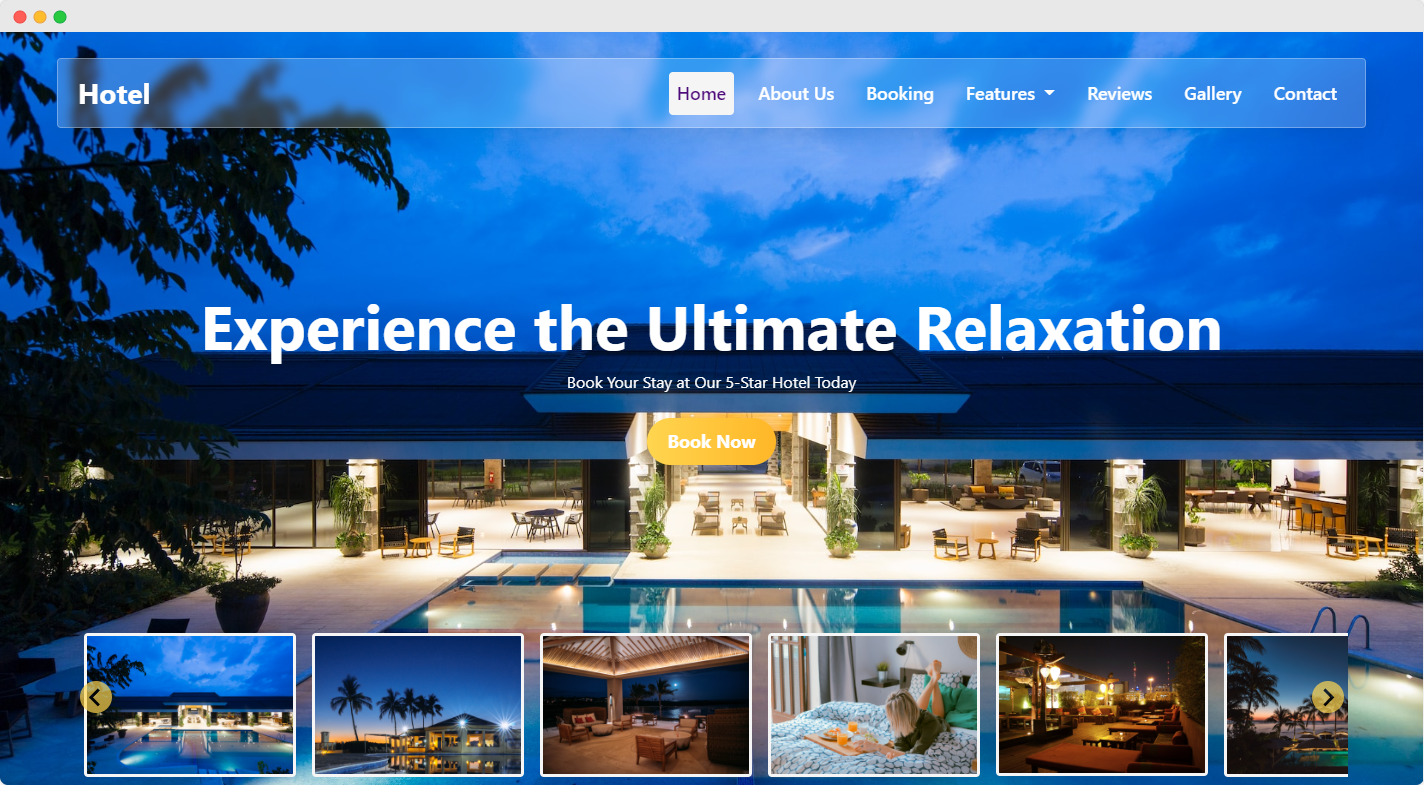 Hotel
Home About Us Booking Features Reviews Gallery Contact
Experience the Ultimate Relaxation
Book Your Stay at Our 5-Star Hotel Today
Book Now